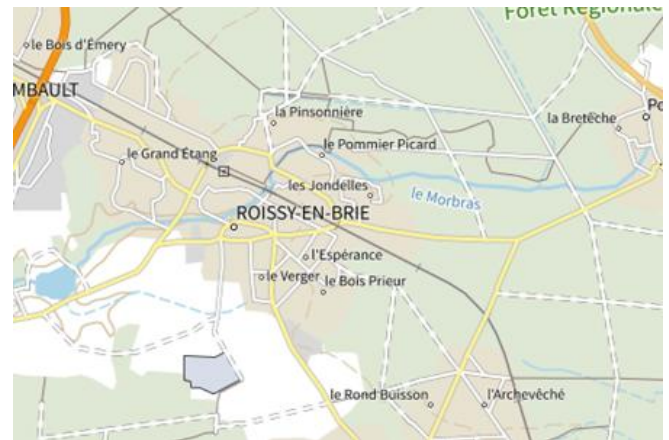 Forêt Régionale
le Bois d'Émery
MBAULT
la Pinsonnière
la Bretèche
Po
le Grand Étang
le Pommier Picard
les Jondelles
le Morbras
ROISSY-EN-BRIE
l'Espérance
le Verger
le Bois Prieur
le Rond Buisson
l'Archevêché